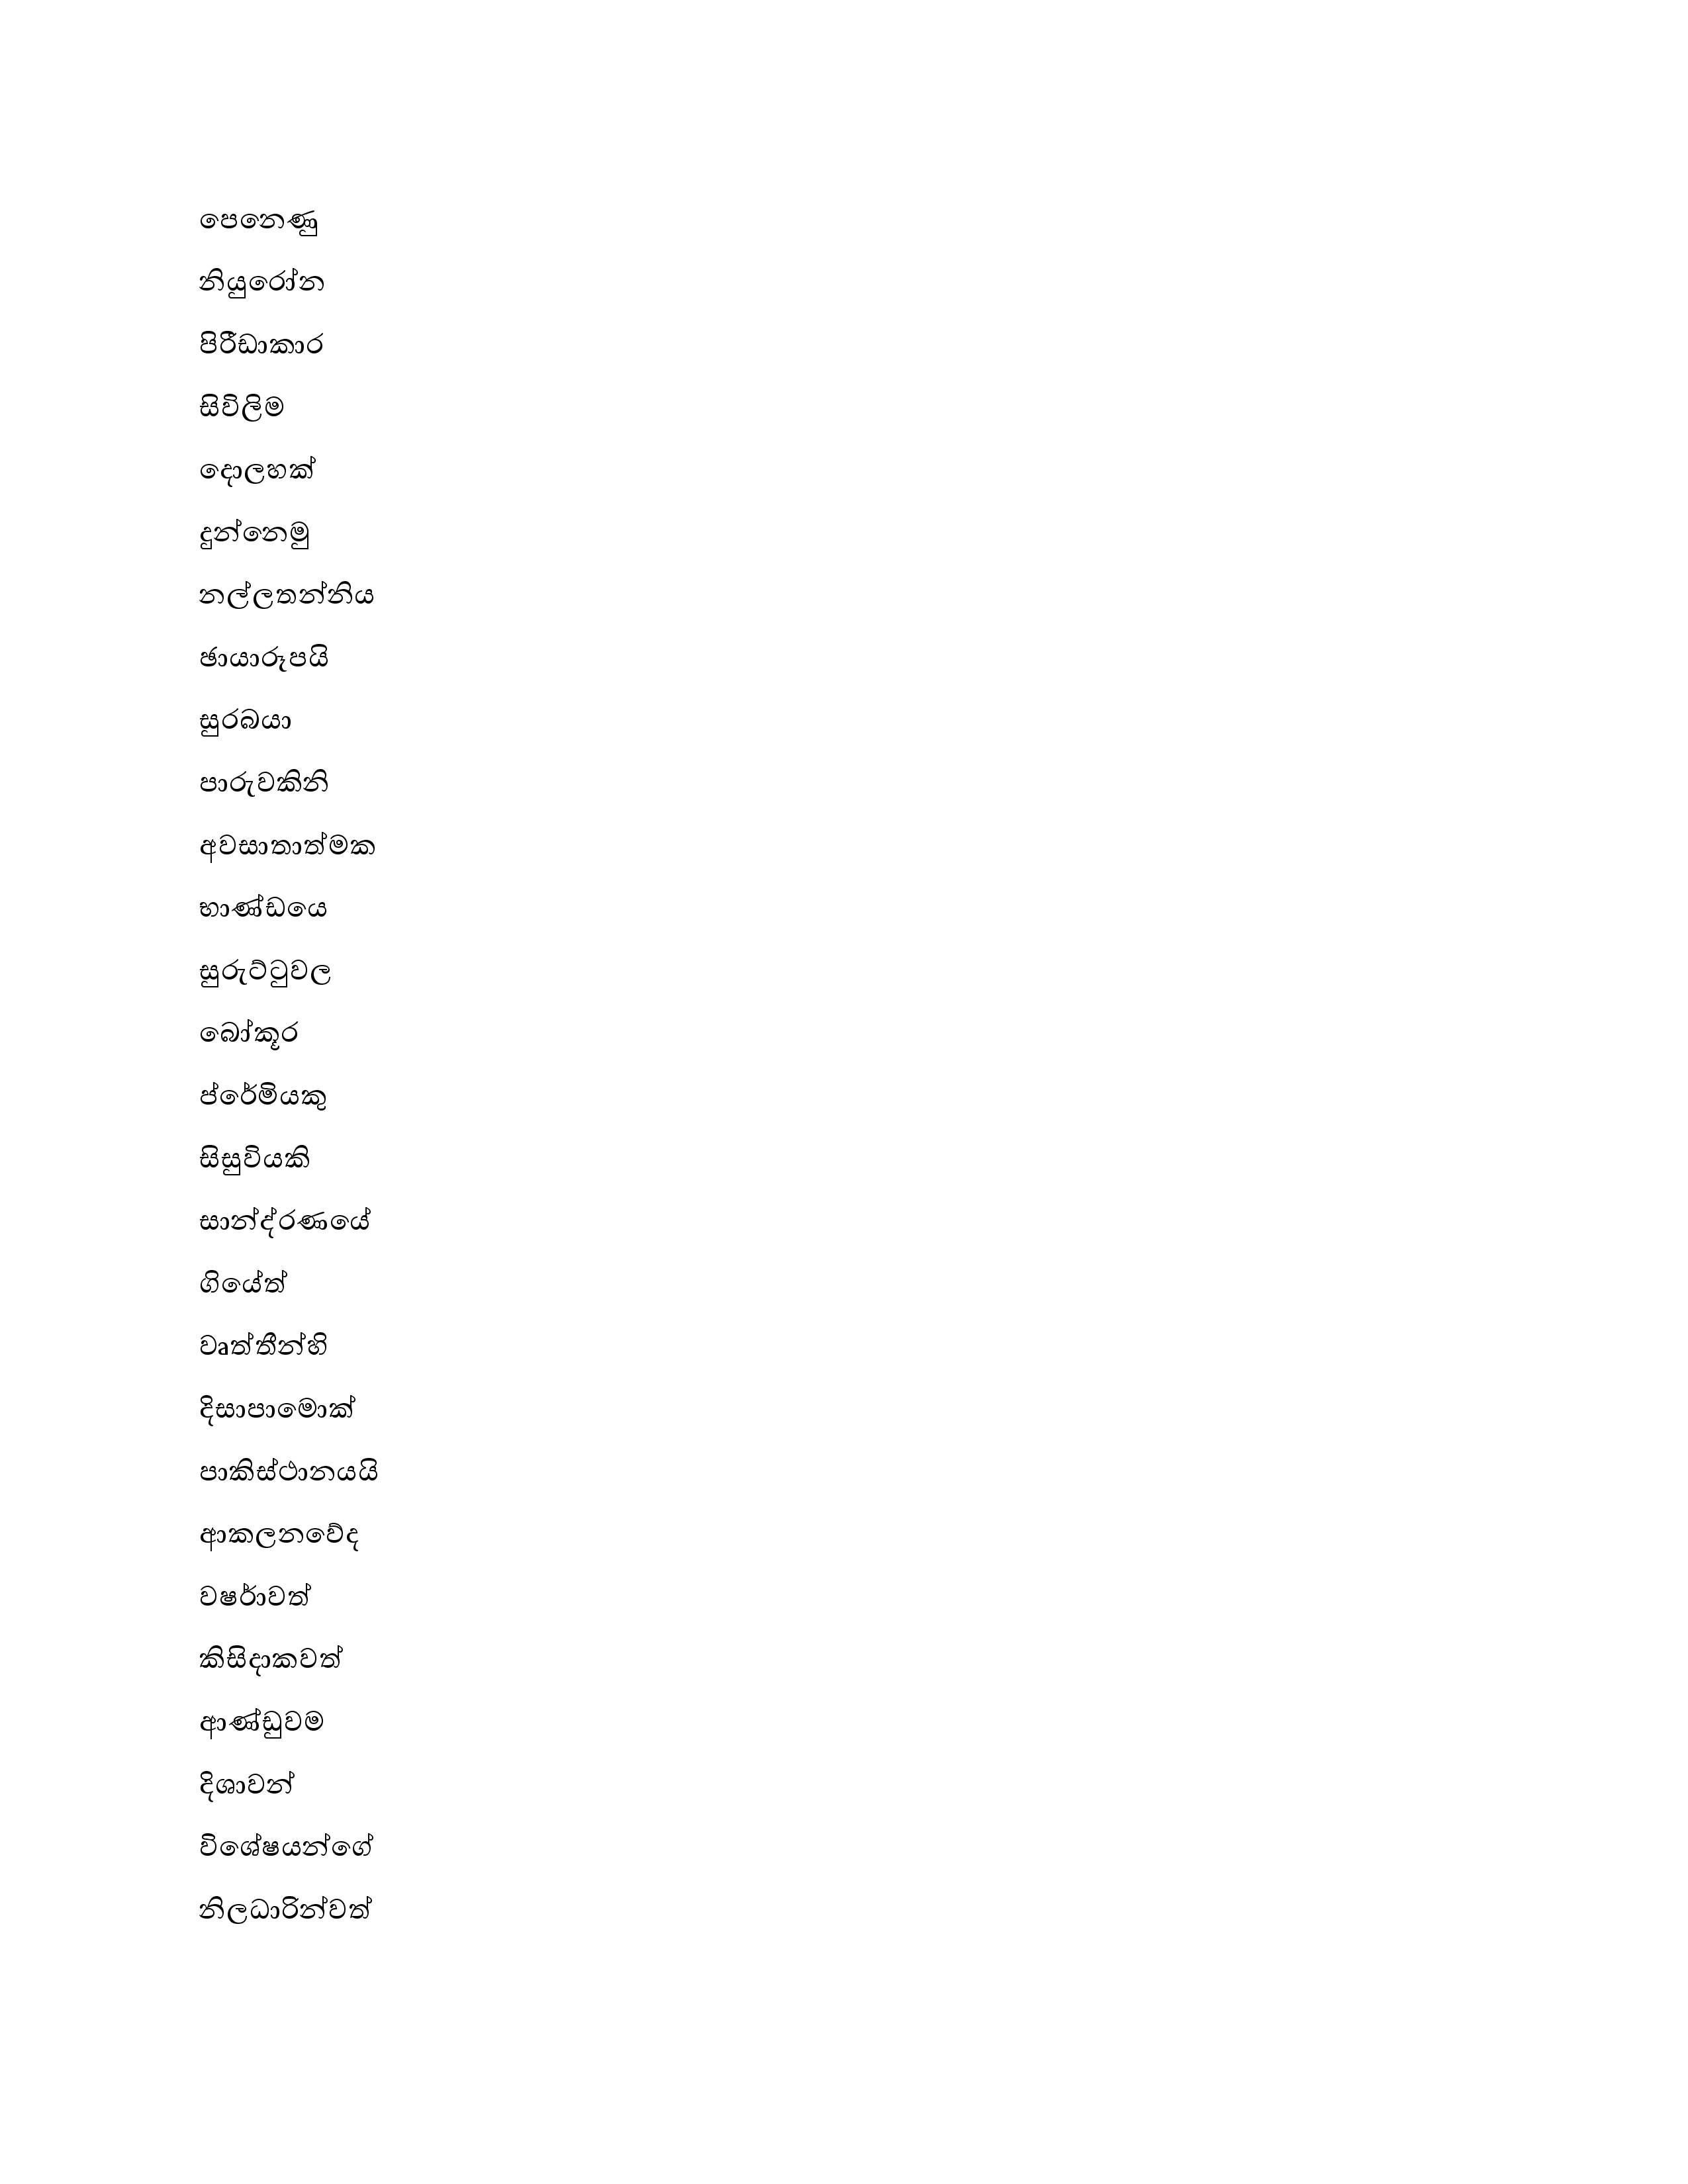 පෙනෙණු
නියුරෝන
පිරීඩාකාර
සිවිලිම
දොලහක්
දුන්නෙමු
නල්ලතන්නිය
ඡායාරූපයි
සුරබයා
පාරුවකිනි
අවසානාත්මක
භාණ්ඩයෙ
සුරුට්ටුවල
බෝකූර
ප්රේමියකු
සිසුවියකි
සාන්ද්රණයේ
ගියේත්
වෘත්තීන්හි
දිසාපාමොක්
පාකිස්ථානයයි
ආකලනවේද
වෂර්‍ාවත්
කිසිදාකවත්
ආණ්ඩුවම
දිශාවන්
විශේෂයන්ගේ
නිලධාරින්වත්